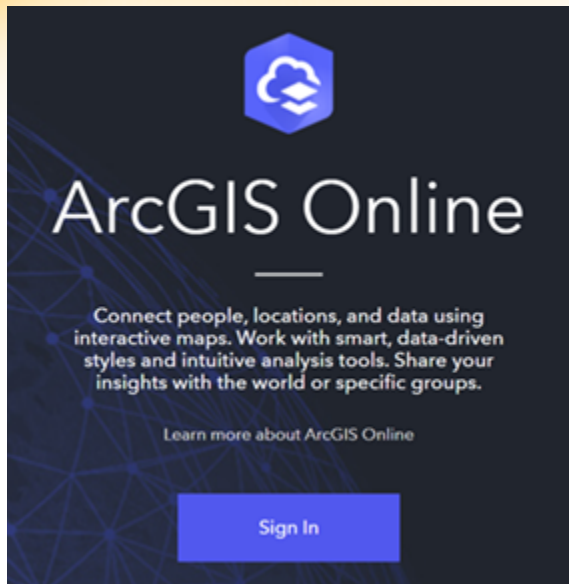 ArcGIS Online
Connect people, locations, and data using
interactive maps. Work with smart, data-driven
styles and intuitive analysis tools. Share your
insights with the world or specific groups.
Learn more about ArcGIS Online
Sign In